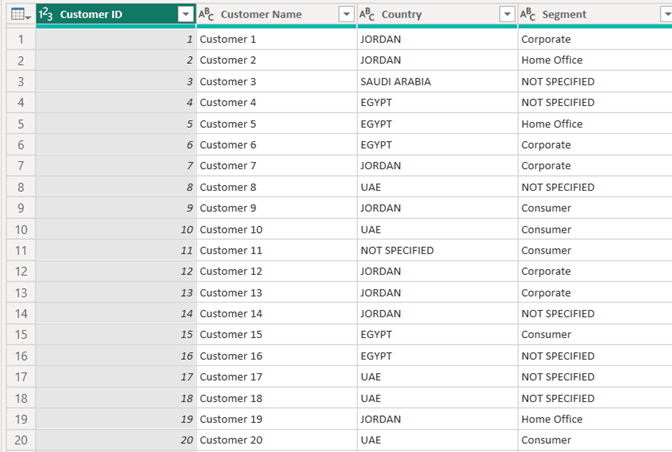 123 Customer ID ABC Customer Name ABC Country ABC Segment
1 1 Customer 1 JORDAN Corporate
2 2 Customer 2 JORDAN Home Office
3 3 Customer 3 SAUDI ARABIA NOT SPECIFIED
4 4 Customer 4 EGYPT NOT SPECIFIED
5 5 Customer 5 EGYPT Home Office
6 6 Customer 6 EGYPT Corporate
7 7 Customer 7 JORDAN Corporate
8 8 Customer 8 UAE NOT SPECIFIED
9 9 Customer 9 JORDAN Consumer
10 10 Customer 10 UAE Consumer
11 11 Customer 11 NOT SPECIFIED Consumer
12 12 Customer 12 JORDAN Corporate
13 13 Customer 13 JORDAN Corporate
14 14 Customer 14 JORDAN NOT SPECIFIED
15 15 Customer 15 EGYPT Consumer
16 16 Customer 16 EGYPT NOT SPECIFIED
17 17 Customer 17 UAE NOT SPECIFIED
18 18 Customer 18 UAE NOT SPECIFIED
19 19 Customer 19 JORDAN Home Office
20 20 Customer 20 UAE Consumer